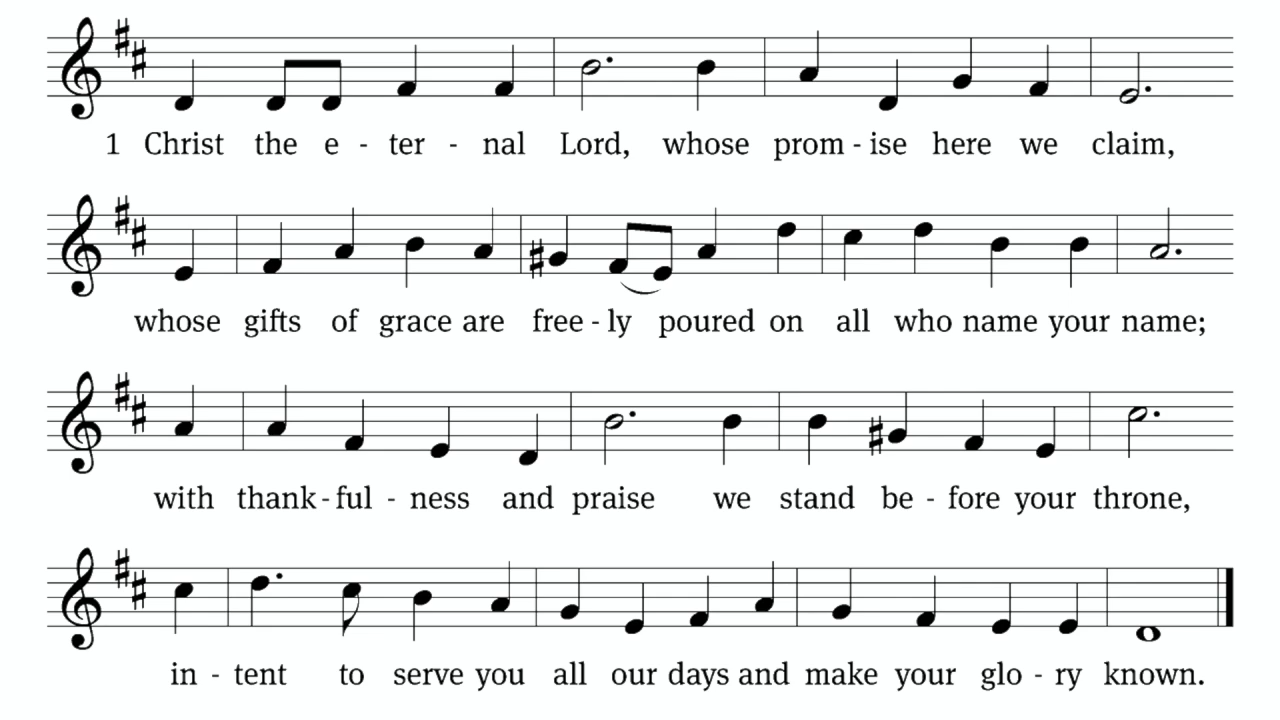 1 Christ the e - ter - nal Lord, whose prom - ise here we claim,
whose gifts of grace are free - ly poured on all who name your name;
with thank - ful - ness and praise we stand be - fore your throne,
in - tent to serve you all our days and make your glo - ry known.